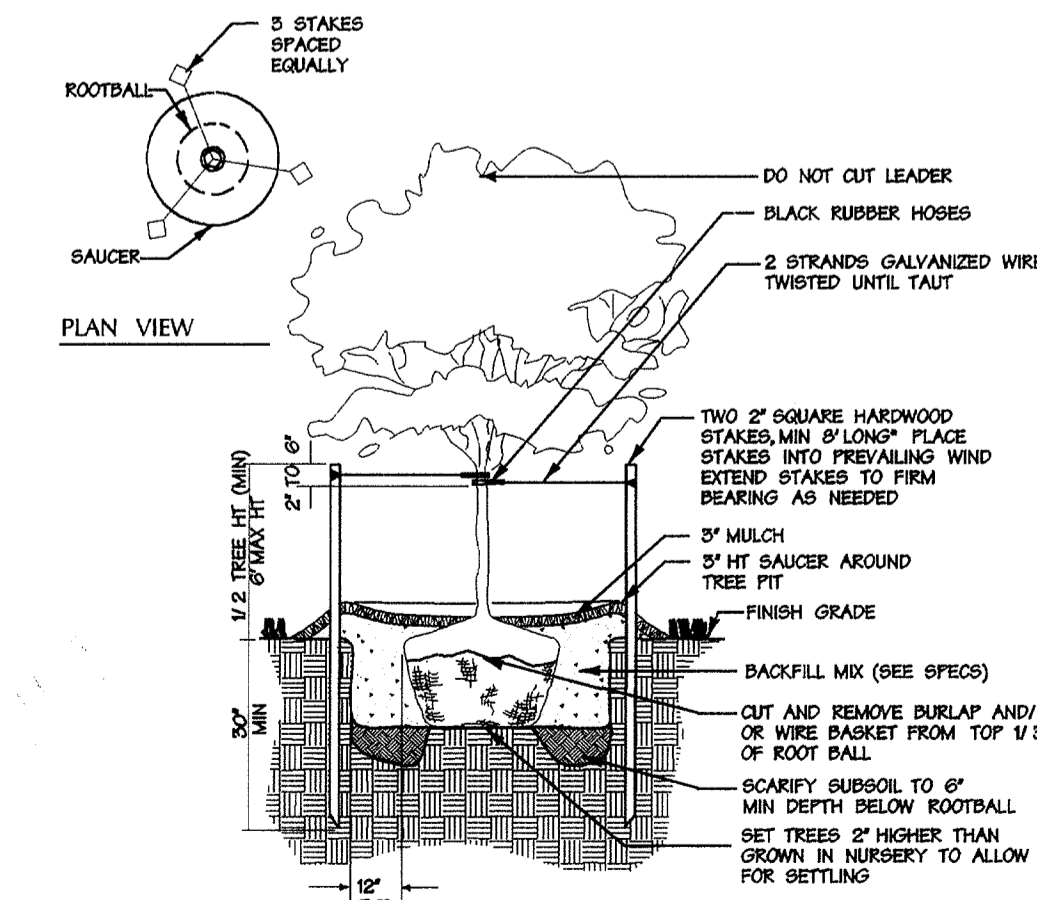 3 STAKES
SPACED
EQUALLY
ROOTBALL
SAUCER
PLAN VIEW
DO NOT CUT LEADER
BLACK RUBBER HOSES
2 STRANDS GALVANIZED WIRE
TWISTED UNTIL TAUT
TWO 2" SQUARE HARDWOOD
STAKES, MIN 8' LONG" PLACE
STAKES INTO PREVAILING WIND
EXTEND STAKES TO FIRM
BEARING AS NEEDED
2" TO 6"
1/2 TREE HT (MIN)
6' MAX HT
3" MULCH
3" HT SAUCER AROUND
TREE PIT
FINISH GRADE
BACKFILL MIX (SEE SPECS)
30"
MIN
CUT AND REMOVE BURLAP AND/
OR WIRE BASKET FROM TOP 1/3
OF ROOT BALL
SCARIFY SUBSOIL TO 6"
MIN DEPTH BELOW ROOTBALL
SET TREES 2" HIGHER THAN
GROWN IN NURSERY TO ALLOW
FOR SETTLING
12"